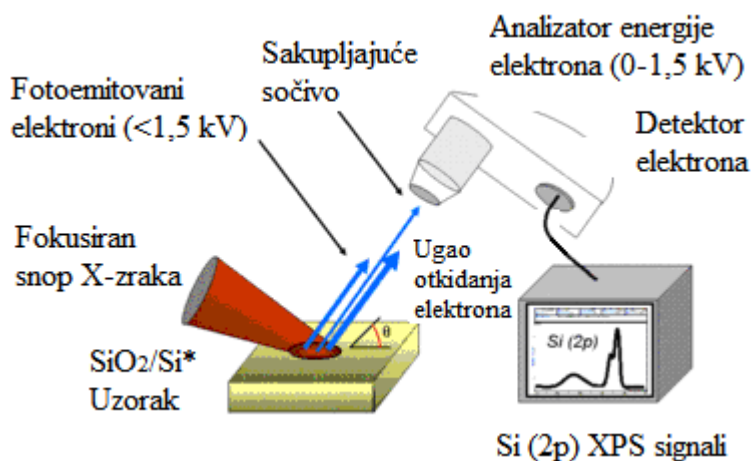 Analizator energije
elektrona (0-1,5 kV)
Sakupljajuće
sočivo
Fotoemitovani
elektroni (<1,5 kV)
Detektor
elektrona
Fokusiran
snop X-zraka
Ugao
otkidanja
elektrona
θ
SiO2/Si*
Uzorak
Si (2p)
Si (2p) XPS signali